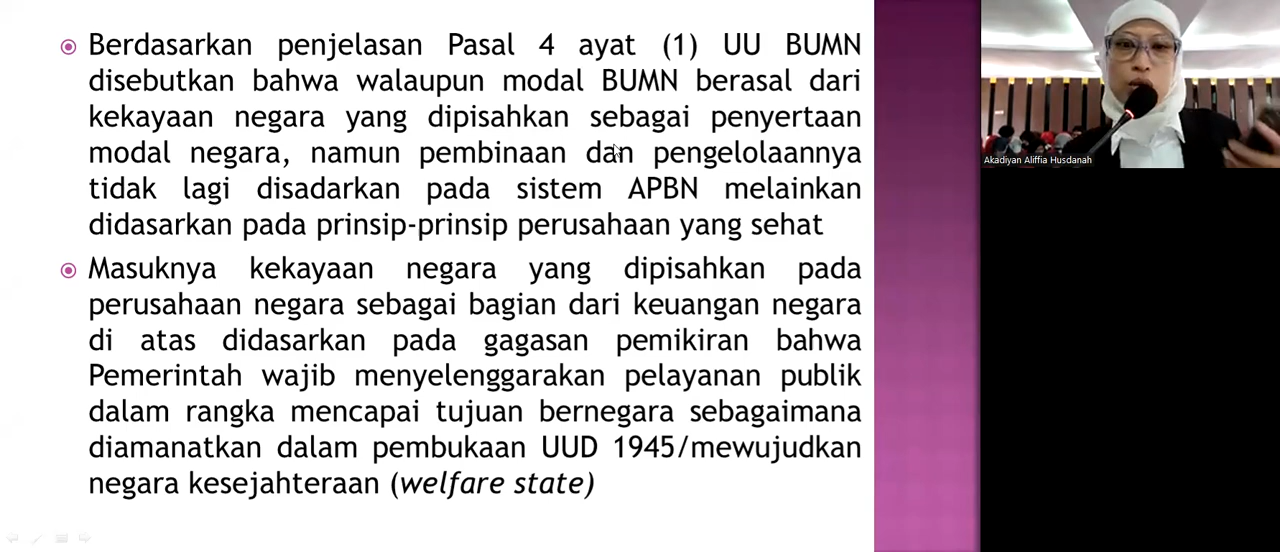 Berdasarkan penjelasan Pasal 4 ayat (1) UU BUMN
disebutkan bahwa walaupun modal BUMN berasal dari
kekayaan negara yang dipisahkan sebagai penyertaan
modal negara, namun pembinaan dan pengelolaannya
tidak lagi disadarkan pada sistem APBN melainkan
didasarkan pada prinsip-prinsip perusahaan yang sehat
Masuknya kekayaan negara yang dipisahkan pada
perusahaan negara sebagai bagian dari keuangan negara
di atas didasarkan pada gagasan pemikiran bahwa
Pemerintah wajib menyelenggarakan pelayanan publik
dalam rangka mencapai tujuan bernegara sebagaimana
diamanatkan dalam pembukaan UUD 1945/mewujudkan
negara kesejahteraan (welfare state)
Akadiyan Aliffia Husdanah